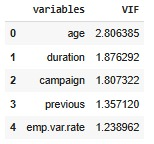 variables VIF
0 age 2.806385
1 duration 1.876292
2 campaign 1.807322
3 previous 1.357120
4 emp.var.rate 1.238962